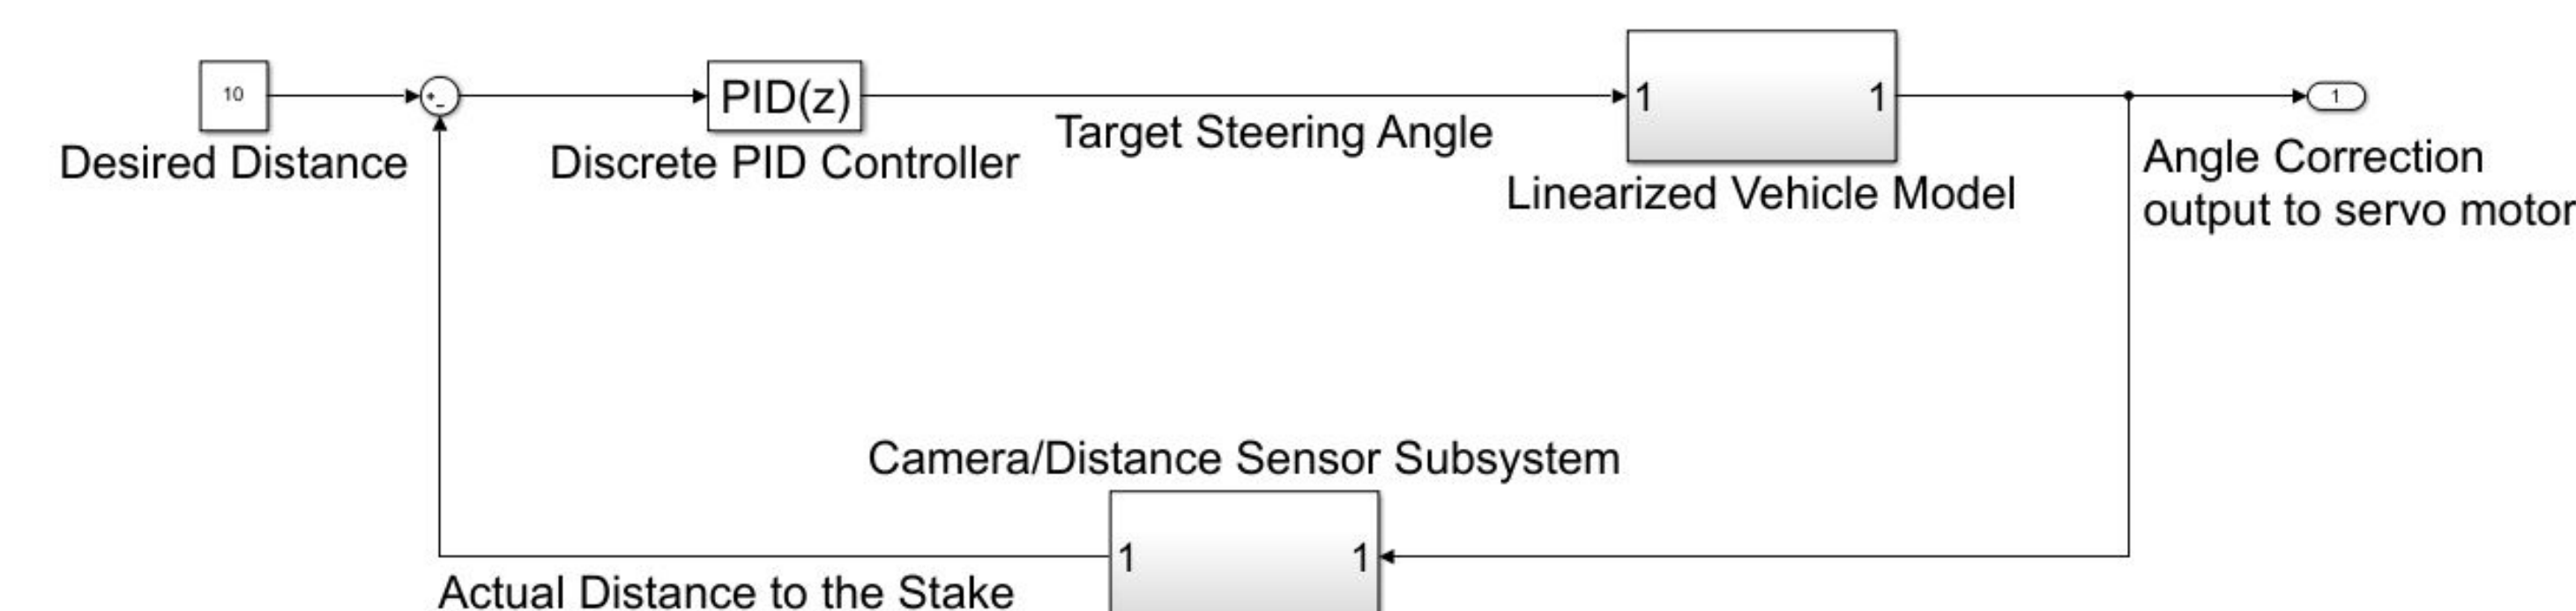 10
+
-
PID(z)
1
1
1
Desired Distance
Discrete PID Controller
Target Steering Angle
Linearized Vehicle Model
Angle Correction
output to servo motor
Camera/Distance Sensor Subsystem
1
1
Actual Distance to the Stake